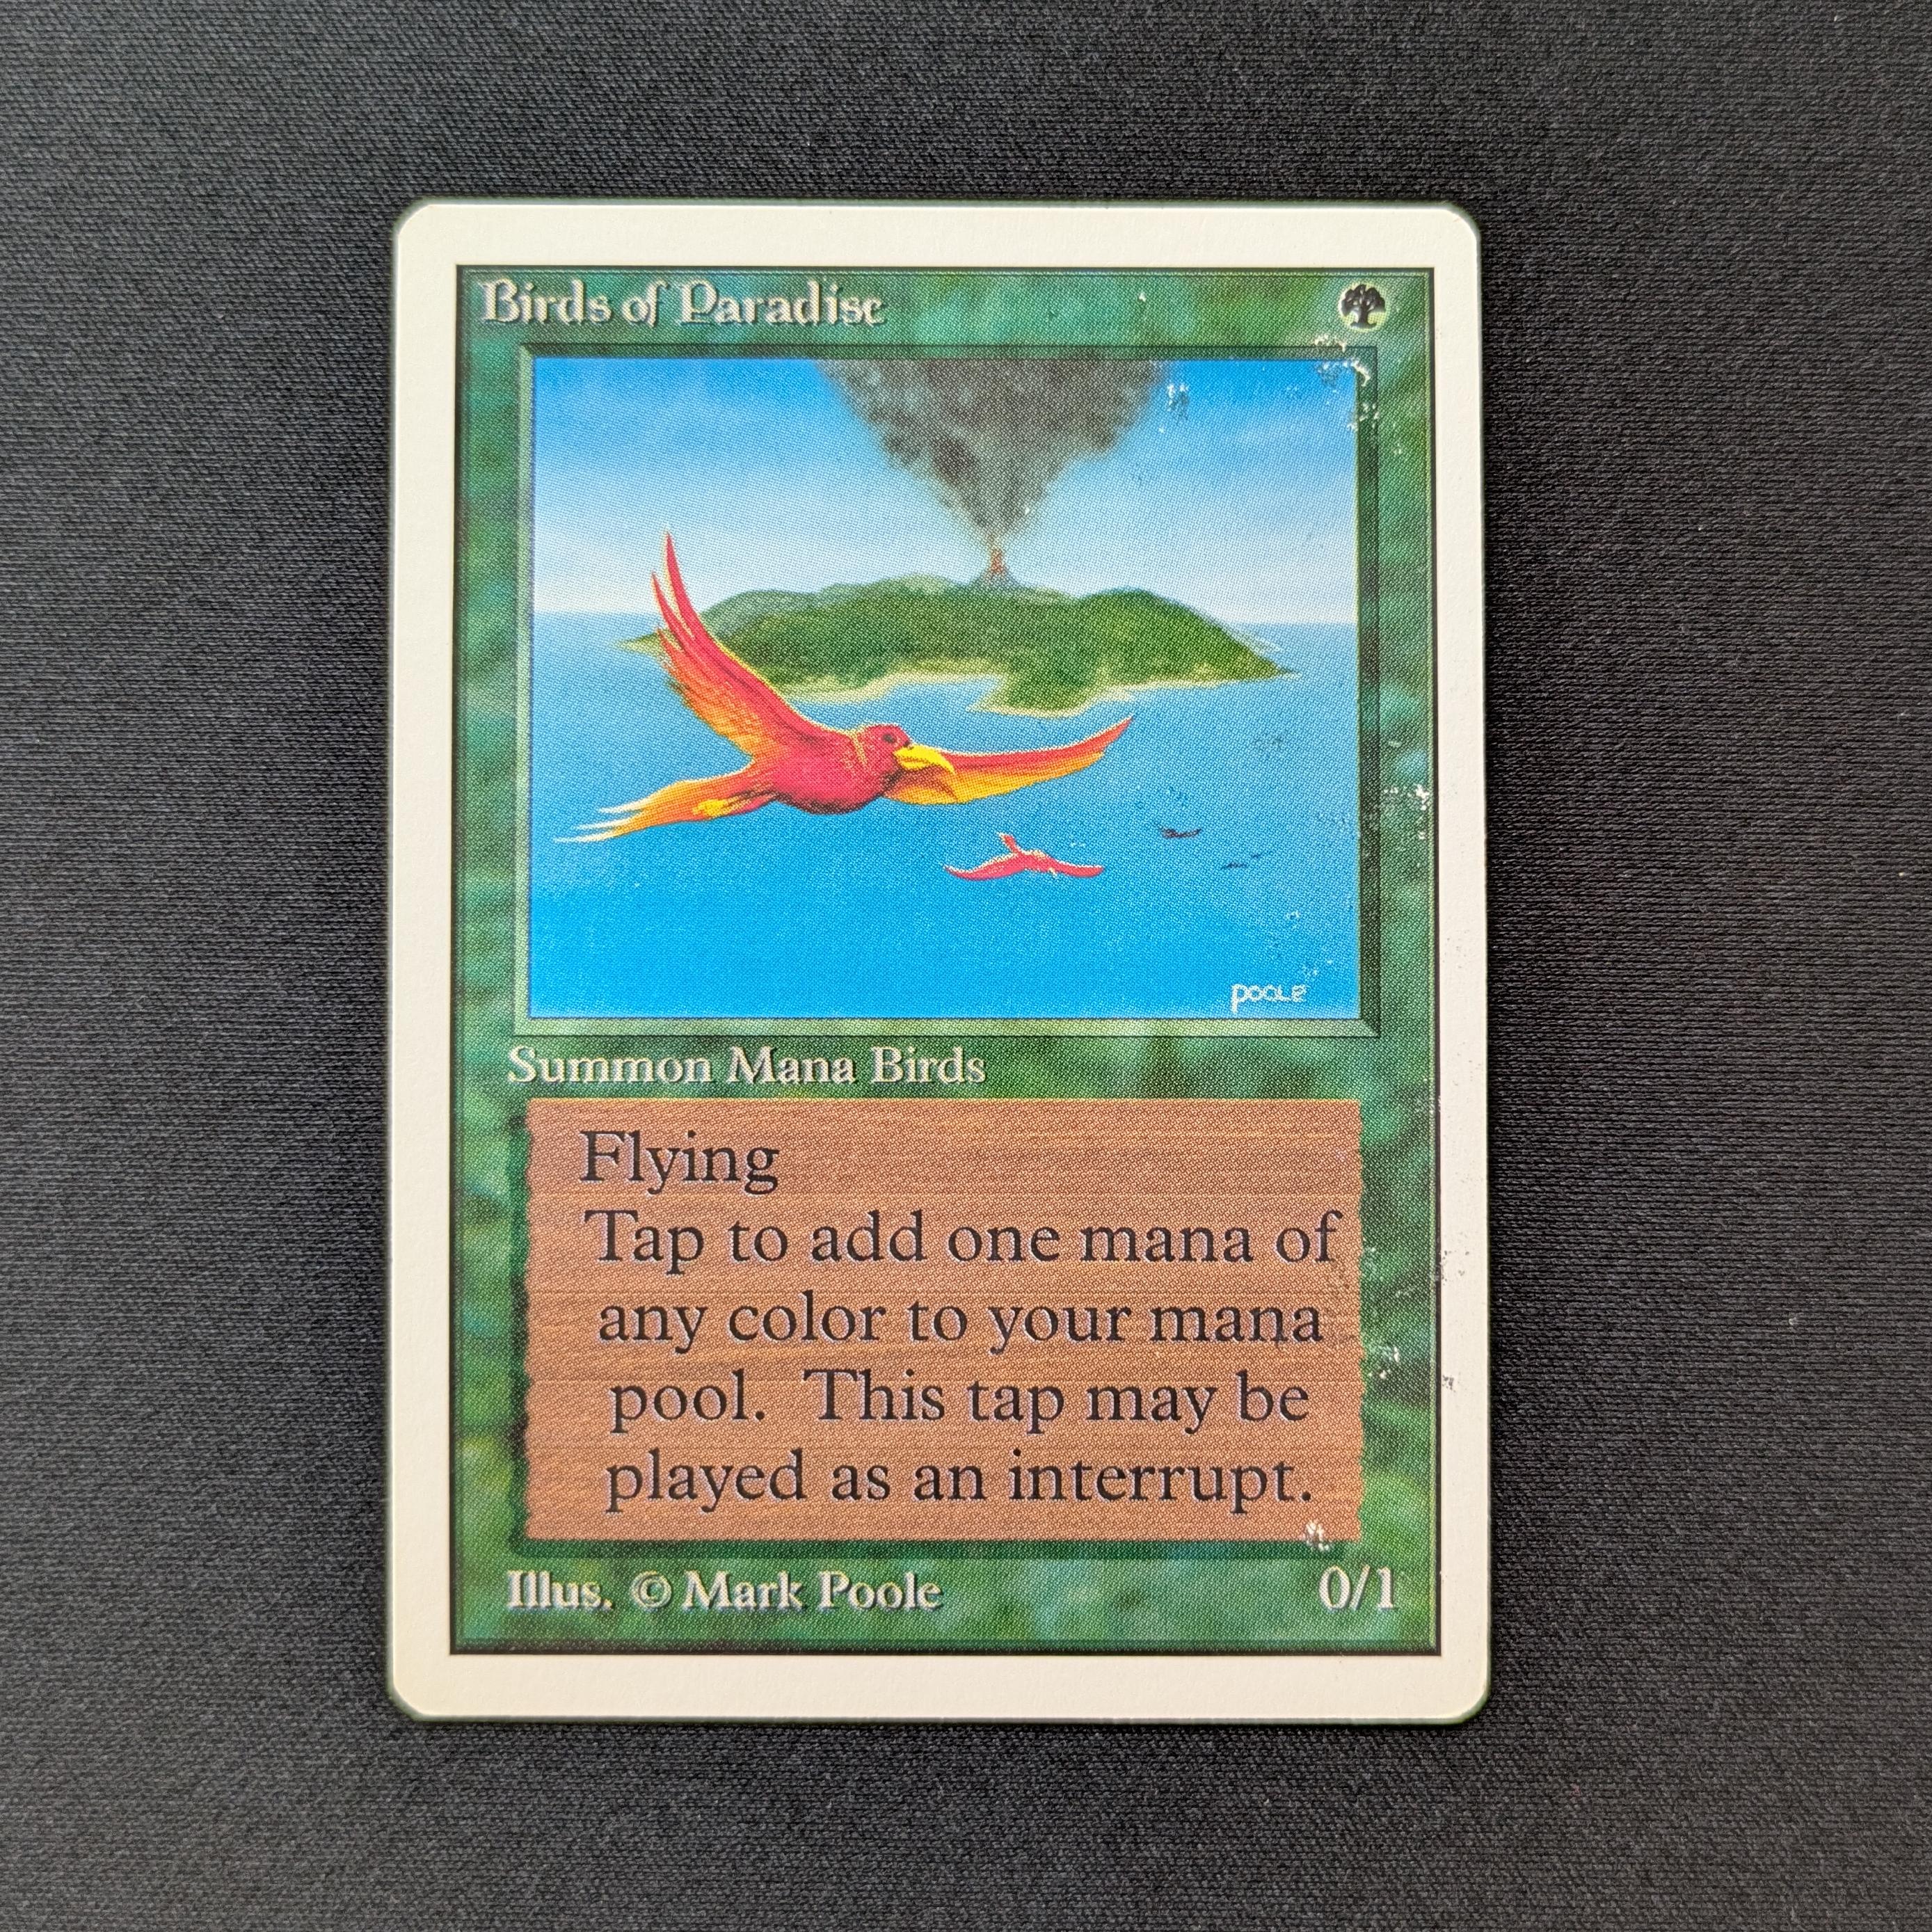 Birds of Paradise
POOLE
Summon Mana Birds
Flying
Tap to add one mana of
any color to your mana
pool. This tap may be
played as an interrupt.
Illus. © Mark Poole
0/1